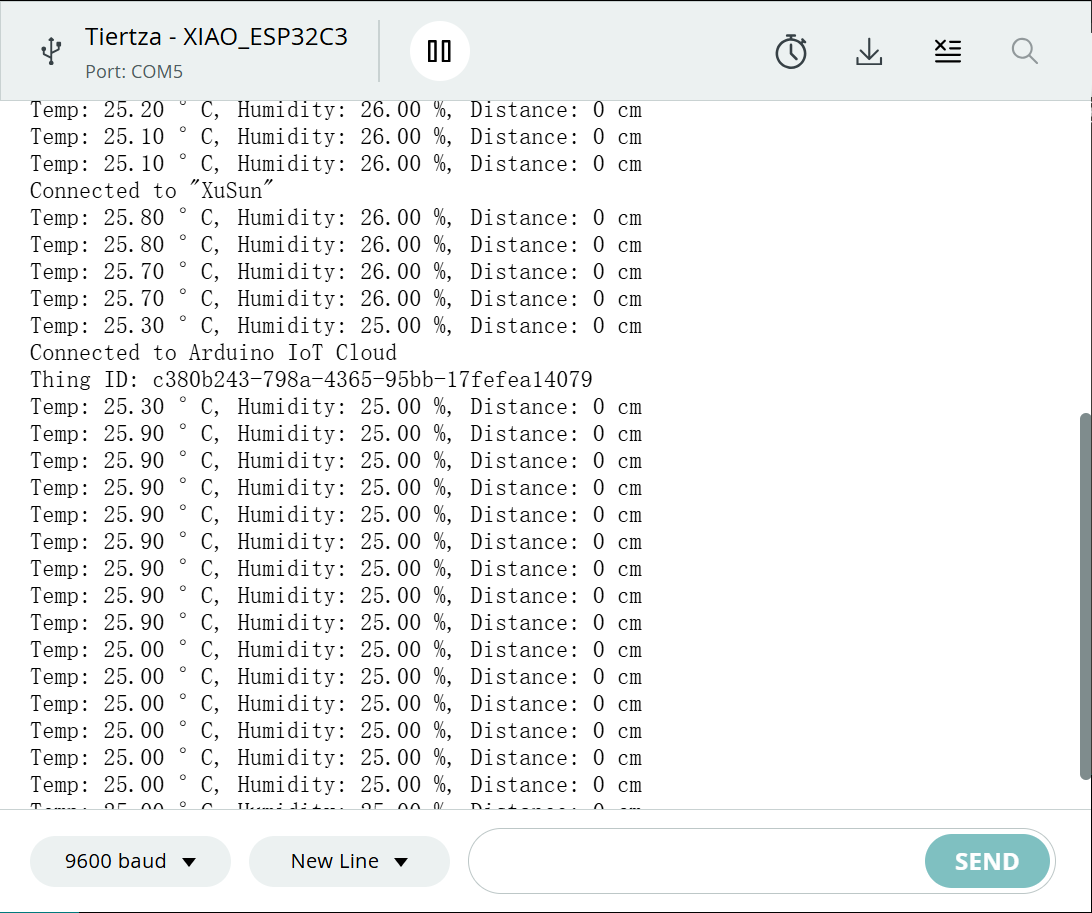 Tiertza - XIAO_ESP32C3
Port: COM5
Temp: 25.20 ° C, Humidity: 26.00 %, Distance: 0 cm
Temp: 25.10 ° C, Humidity: 26.00 %, Distance: 0 cm
Temp: 25.10 ° C, Humidity: 26.00 %, Distance: 0 cm
Connected to "XuSun"
Temp: 25.80 ° C, Humidity: 26.00 %, Distance: 0 cm
Temp: 25.80 ° C, Humidity: 26.00 %, Distance: 0 cm
Temp: 25.70 ° C, Humidity: 26.00 %, Distance: 0 cm
Temp: 25.70 ° C, Humidity: 26.00 %, Distance: 0 cm
Temp: 25.30 ° C, Humidity: 25.00 %, Distance: 0 cm
Connected to Arduino IoT Cloud
Thing ID: c380b243-798a-4365-95bb-17fefea14079
Temp: 25.30 ° C, Humidity: 25.00 %, Distance: 0 cm
Temp: 25.90 ° C, Humidity: 25.00 %, Distance: 0 cm
Temp: 25.90 ° C, Humidity: 25.00 %, Distance: 0 cm
Temp: 25.90 ° C, Humidity: 25.00 %, Distance: 0 cm
Temp: 25.90 ° C, Humidity: 25.00 %, Distance: 0 cm
Temp: 25.90 ° C, Humidity: 25.00 %, Distance: 0 cm
Temp: 25.90 ° C, Humidity: 25.00 %, Distance: 0 cm
Temp: 25.90 ° C, Humidity: 25.00 %, Distance: 0 cm
Temp: 25.90 ° C, Humidity: 25.00 %, Distance: 0 cm
Temp: 25.00 ° C, Humidity: 25.00 %, Distance: 0 cm
Temp: 25.00 ° C, Humidity: 25.00 %, Distance: 0 cm
Temp: 25.00 ° C, Humidity: 25.00 %, Distance: 0 cm
Temp: 25.00 ° C, Humidity: 25.00 %, Distance: 0 cm
Temp: 25.00 ° C, Humidity: 25.00 %, Distance: 0 cm
Temp: 25.00 ° C, Humidity: 25.00 %, Distance: 0 cm
9600 baud
New Line
SEND